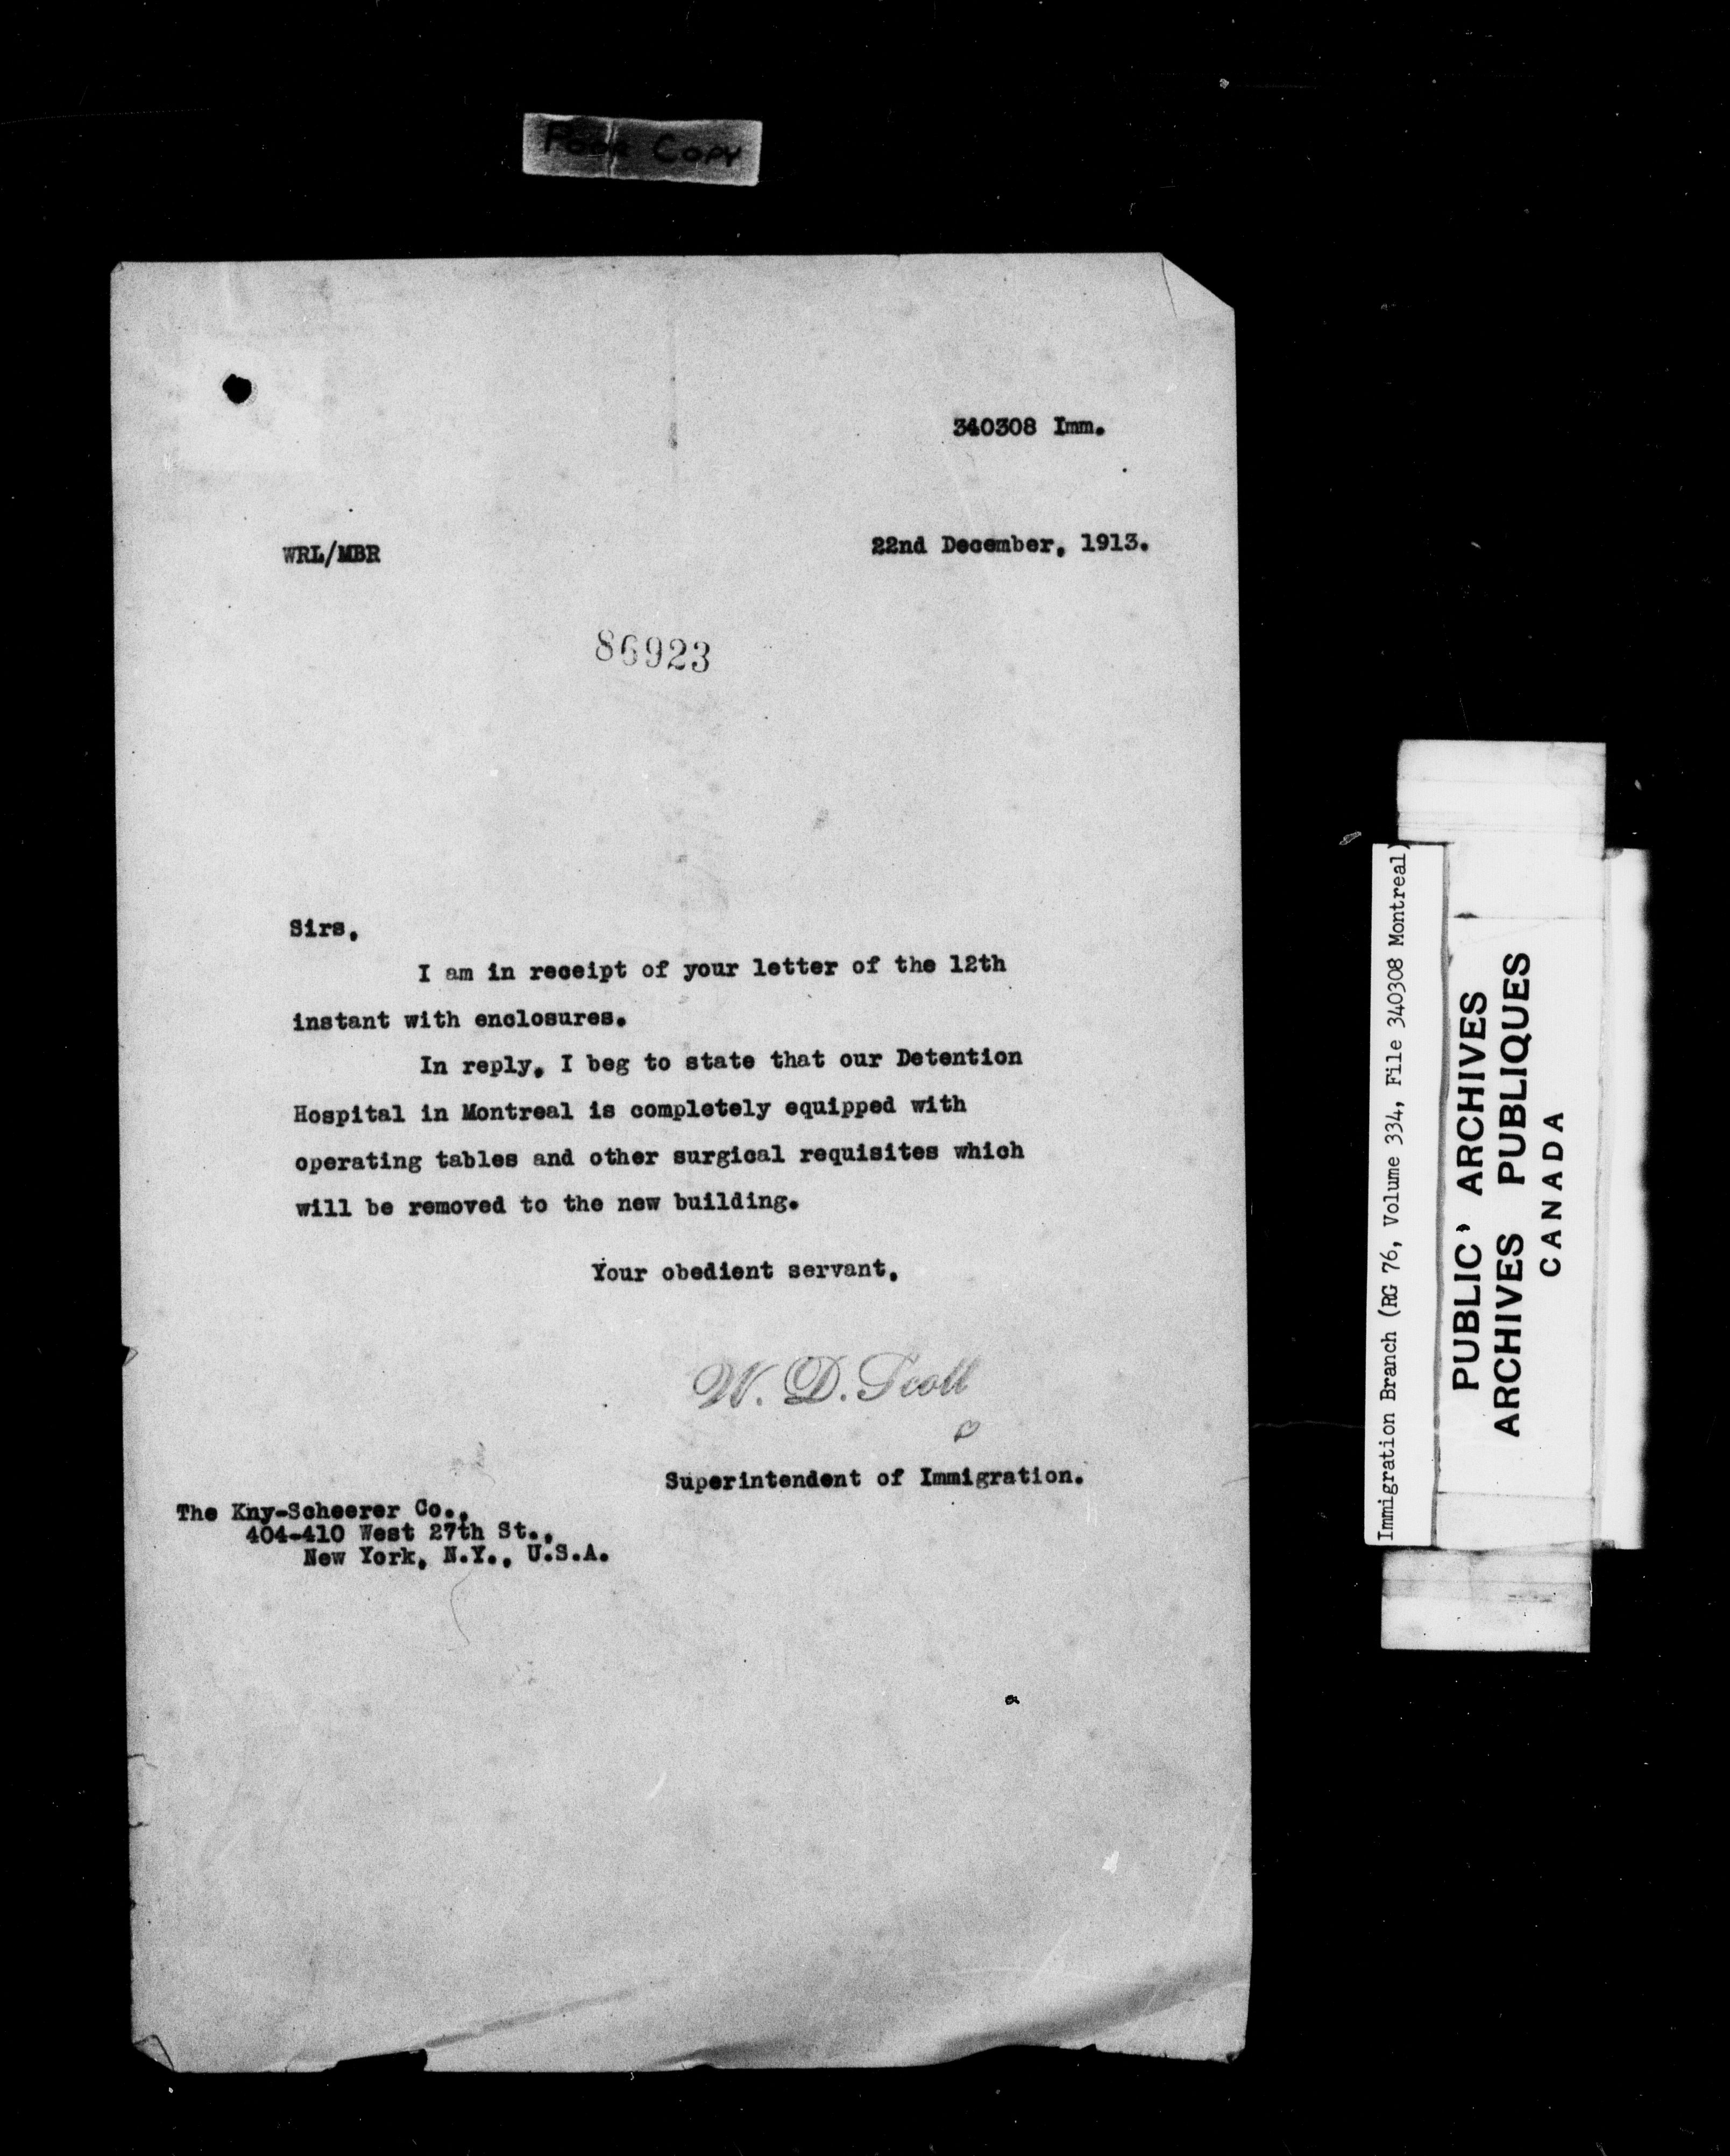 Poor Copy
340308 Imm.
WRL/MBR
22nd December, 1913.
86923
Sirs,
I am in receipt of your letter of the 12th
instant with enclosures.
In reply, I beg to state that our Detention
Hospital in Montreal is completely equipped with
operating tables and other surgical requisites which
will be removed to the new building.
Your obedient servant,
W. D. Scott
Superintendent of Immigration.
The Kny-Scheerer Co.,
404-410 West 27th St.,
New York, N.Y., U.S.A.
Immigration Branch (RG 76, Volume 334, File 340308 Montreal)
PUBLIC ARCHIVES
ARCHIVES PUBLIQUES
CANADA